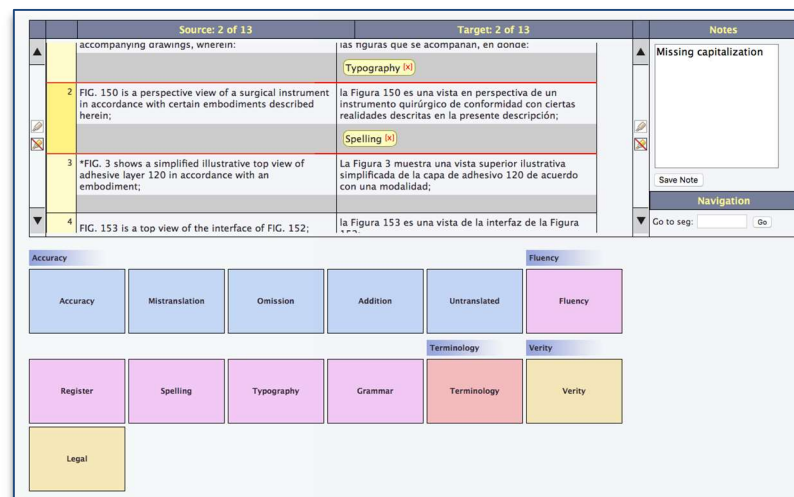 Source: 2 of 13
Target: 2 of 13
Notes
accompanying drawings, wherein:
las figuras que se acompañan, en donde:
Typography [x]
2
FIG. 150 is a perspective view of a surgical instrument
in accordance with certain embodiments described
herein;
la Figura 150 es una vista en perspectiva de un
instrumento quirúrgico de conformidad con ciertas
realidades descritas en la presente descripción;
Spelling [x]
3
*FIG. 3 shows a simplified illustrative top view of
adhesive layer 120 in accordance with an
embodiment;
La Figura 3 muestra una vista superior ilustrativa
simplificada de la capa de adhesivo 120 de acuerdo
con una modalidad;
4
FIG. 153 is a top view of the interface of FIG. 152;
la Figura 153 es una vista de la interfaz de la Figura
Missing capitalization
Save Note
Navigation
Go to seg:
Go
Accuracy
Fluency
Accuracy
Mistranslation
Omission
Addition
Untranslated
Fluency
Terminology
Verity
Register
Spelling
Typography
Grammar
Terminology
Verity
Legal